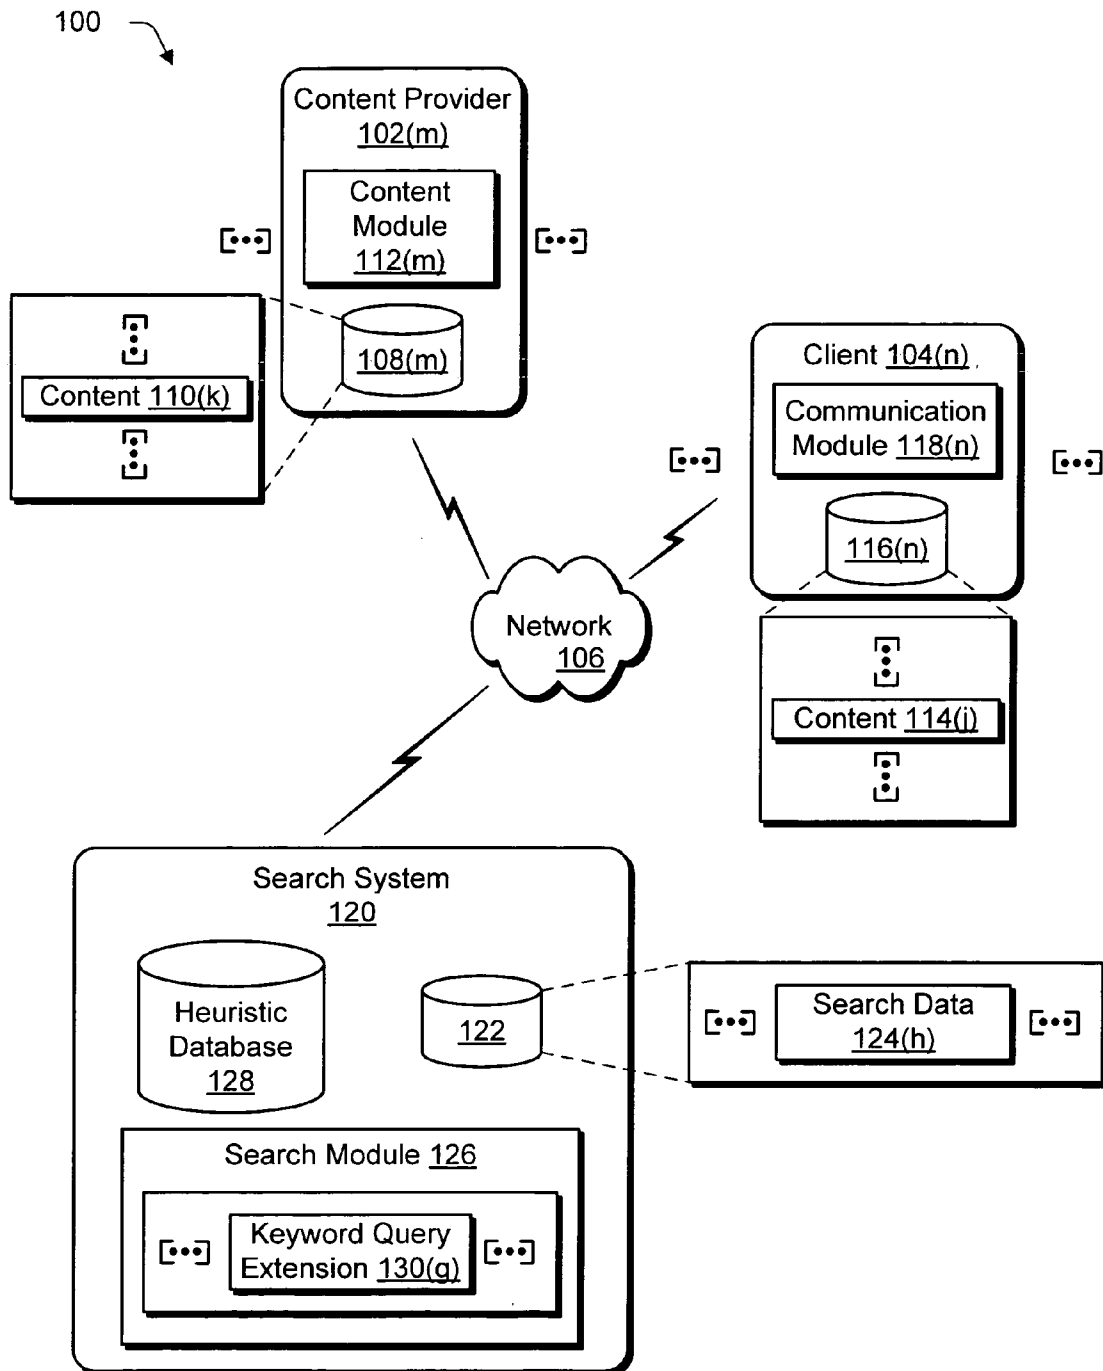 100
Content Provider
102(m)
Content
Module
112(m)
[•••]
[•••]
108(m)
[•••]
Content 110(k)
[•••]
Client 104(n)
Communication
Module 118(n)
[•••]
[•••]
116(n)
Network
106
[•••]
Content 114(j)
[•••]
Search System
120
Heuristic
Database
128
122
[•••]
Search Data
124(h)
[•••]
Search Module 126
[•••]
Keyword Query
Extension 130(g)
[•••]